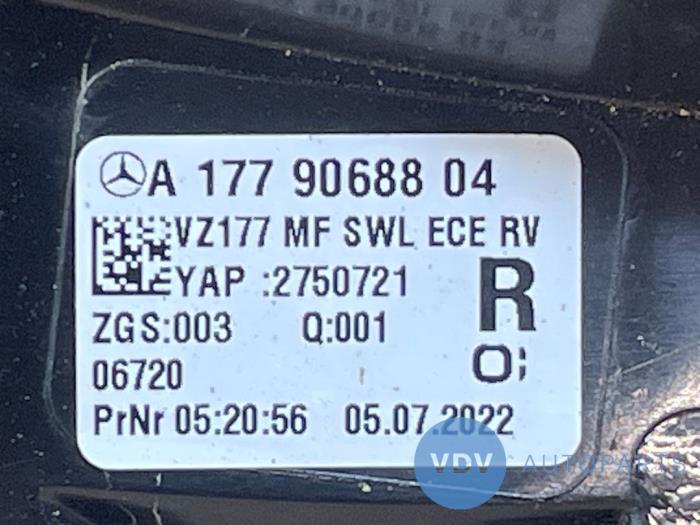 A 177 90688 04
VZ177 MF SWL ECE RV
YAP :2750721
R
ZGS:003 Q:001
O;
06720
PrNr 05:20:56 05.07.2022
VDV AUTOPARTS